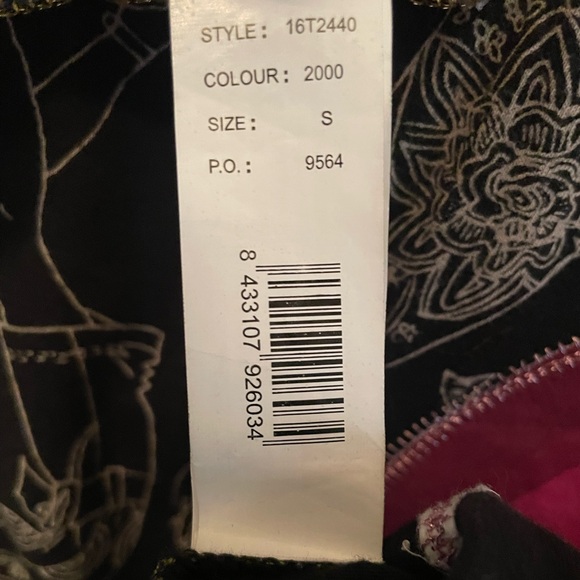 STYLE: 16T2440
COLOUR: 2000
SIZE: S
P.O.: 9564
8 433107 926034